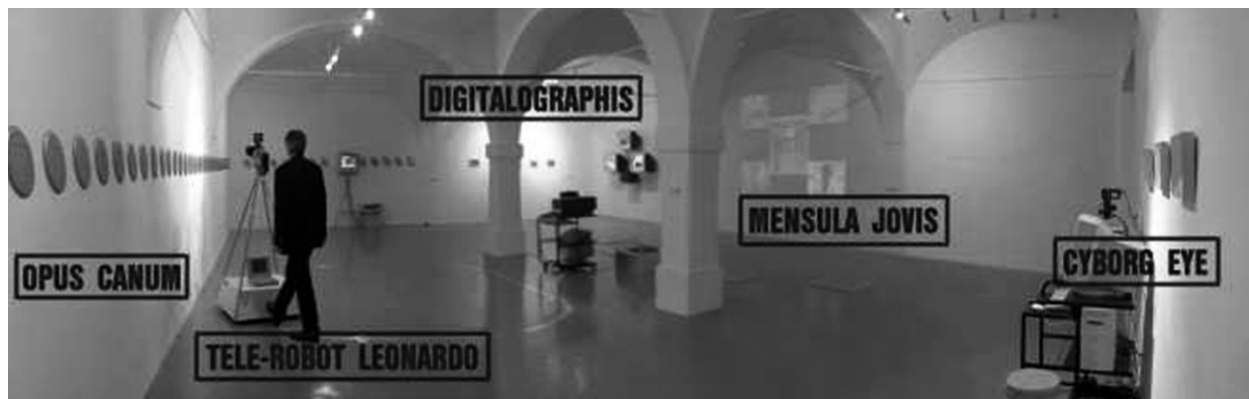 DIGITALOGRAPHIS
MENSULA JOVIS
OPUS CANUM
CYBORG EYE
TELE-ROBOT LEONARDO